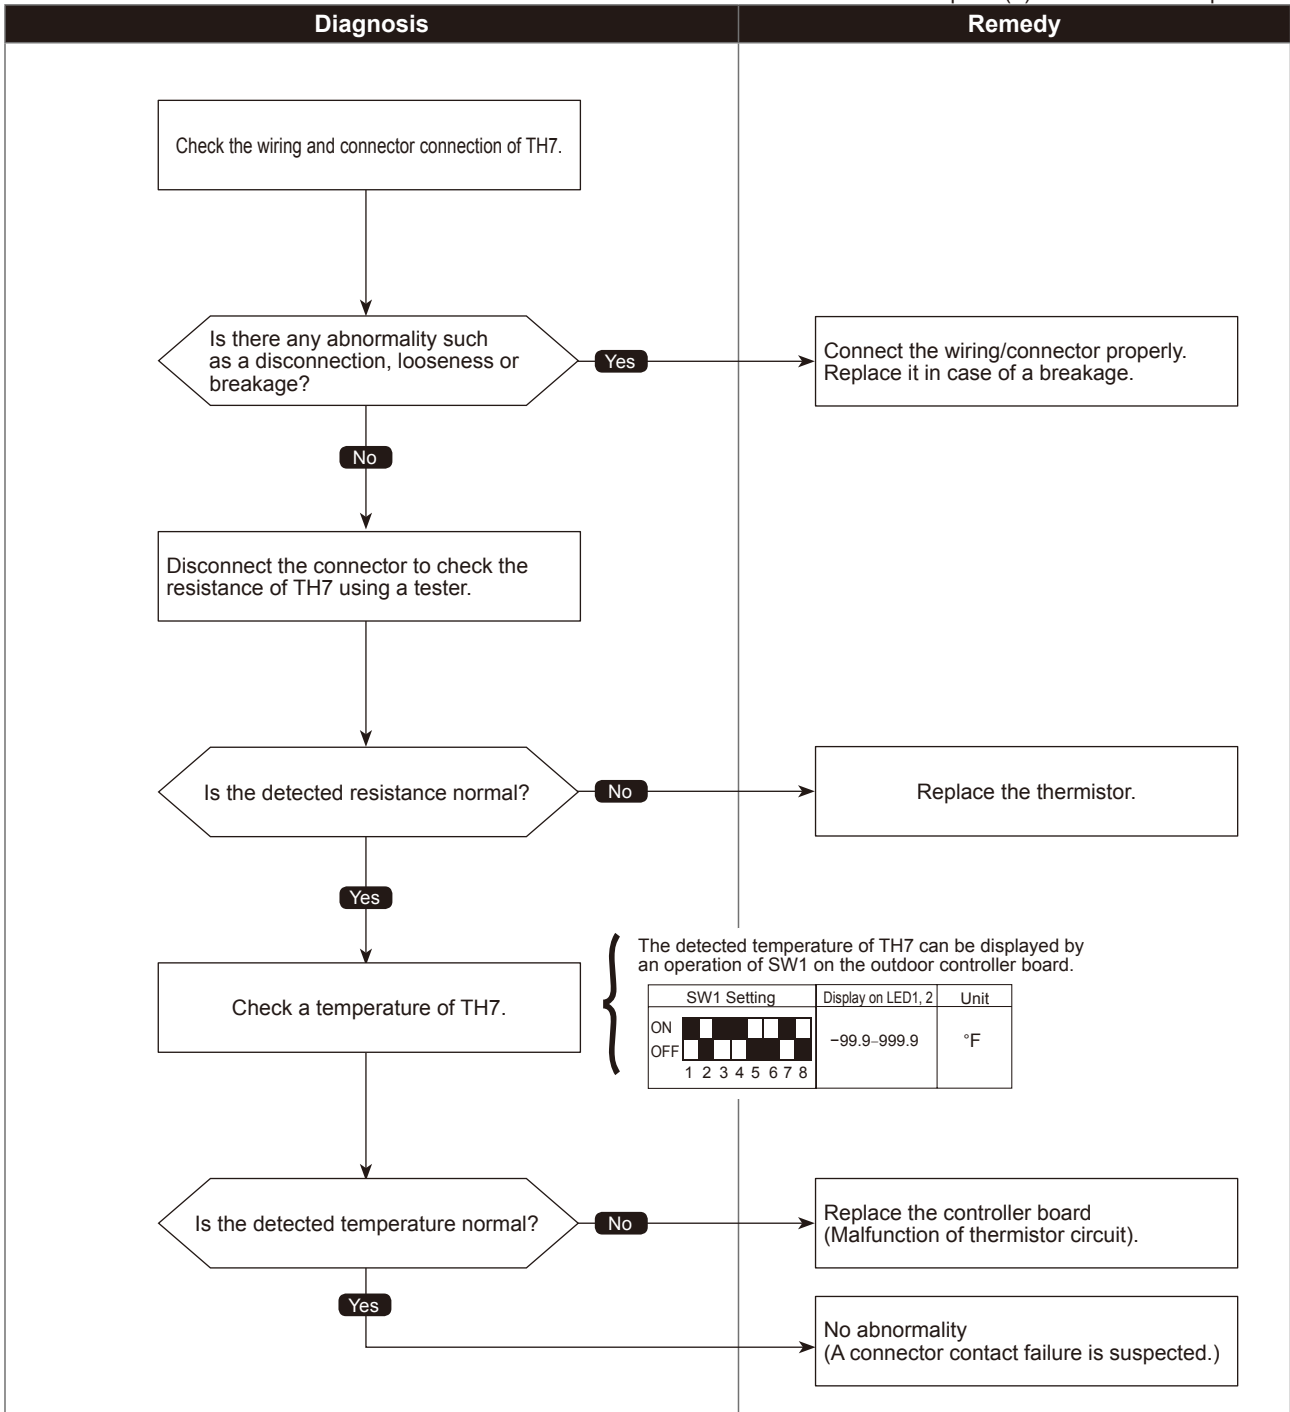 Diagnosis
Remedy
Check the wiring and connector connection of TH7.
Is there any abnormality such
as a disconnection, looseness or
breakage?
Yes
Connect the wiring/connector properly.
Replace it in case of a breakage.
No
Disconnect the connector to check the
resistance of TH7 using a tester.
Is the detected resistance normal?
No
Replace the thermistor.
Yes
Check a temperature of TH7.
The detected temperature of TH7 can be displayed by
an operation of SW1 on the outdoor controller board.
SW1 Setting
Display on LED1, 2
Unit
ON
OFF
1 2 3 4 5 6 7 8
−99.9–999.9
°F
Is the detected temperature normal?
No
Replace the controller board
(Malfunction of thermistor circuit).
Yes
No abnormality
(A connector contact failure is suspected.)